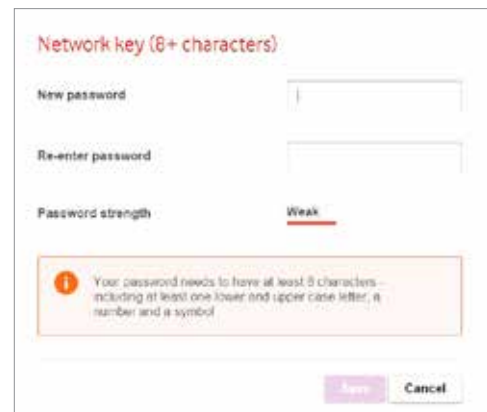 Network key (8+ characters)
New password
Re-enter password
Password strength Weak
Your password needs to have at least 8 characters -
including at least one lower and upper case letter, a
number and a symbol
Save Cancel